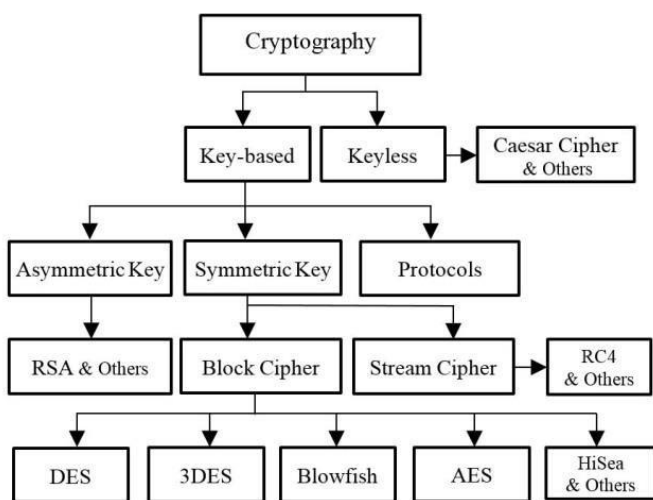 Cryptography
Key-based
Keyless
Caesar Cipher
& Others
Asymmetric Key
Symmetric Key
Protocols
RSA & Others
Block Cipher
Stream Cipher
RC4
& Others
DES
3DES
Blowfish
AES
HiSea
& Others